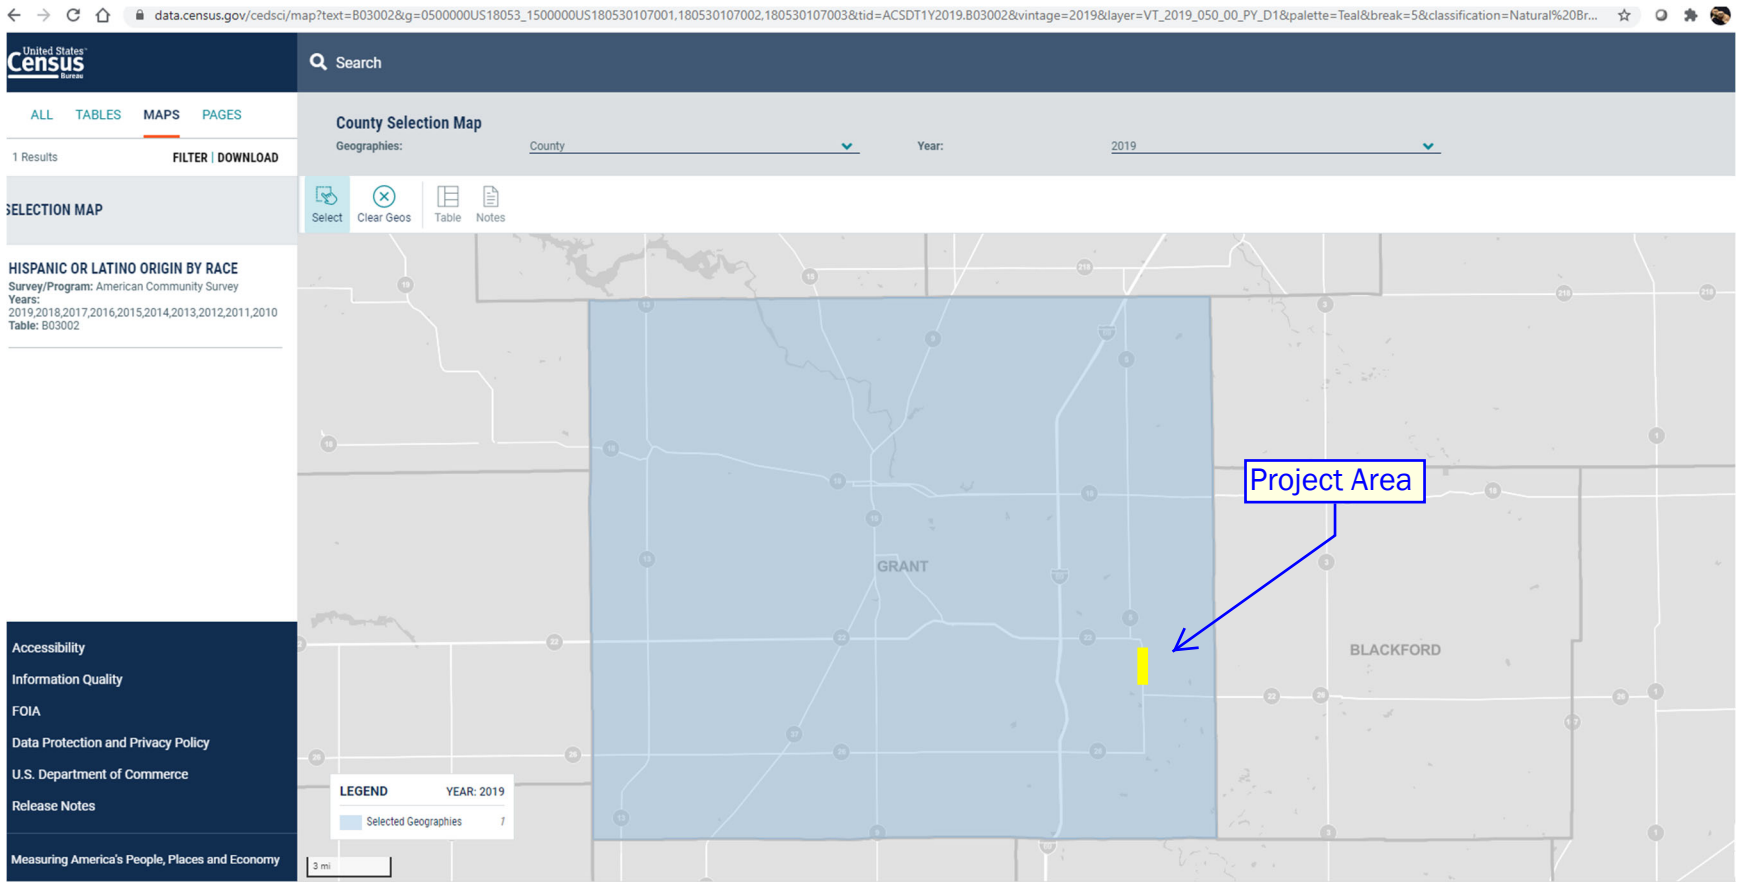 data.census.gov/cedsci/map?text=B03002&g=0500000US18053_1500000US180530107001,180530107002,180530107003&tid=ACSDT1Y2019.B03002&vintage=2019&layer=VT_2019_050_00_PY_D1&palette=Teal&break=5&classification=Natural%20Br...
United States
Census
Bureau
Search
ALL TABLES MAPS PAGES
1 Results FILTER | DOWNLOAD
County Selection Map
Geographies: County Year: 2019
SELECTION MAP
Select Clear Geos Table Notes
HISPANIC OR LATINO ORIGIN BY RACE
Survey/Program: American Community Survey
Years:
2019,2018,2017,2016,2015,2014,2013,2012,2011,2010
Table: B03002
Project Area
GRANT
BLACKFORD
Accessibility
Information Quality
FOIA
Data Protection and Privacy Policy
U.S. Department of Commerce
Release Notes
Measuring America's People, Places and Economy
LEGEND YEAR: 2019
Selected Geographies 1
3 mi